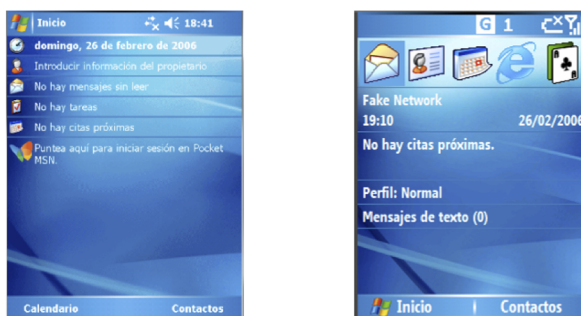 Inicio
18:41
domingo, 26 de febrero de 2006
Introducir información del propietario
No hay mensajes sin leer
No hay tareas
No hay citas próximas
Puntea aquí para iniciar sesión en Pocket
MSN.
Calendario Contactos
G 1
Fake Network
19:10 26/02/2006
No hay citas próximas.
Perfil: Normal
Mensajes de texto (0)
Inicio Contactos